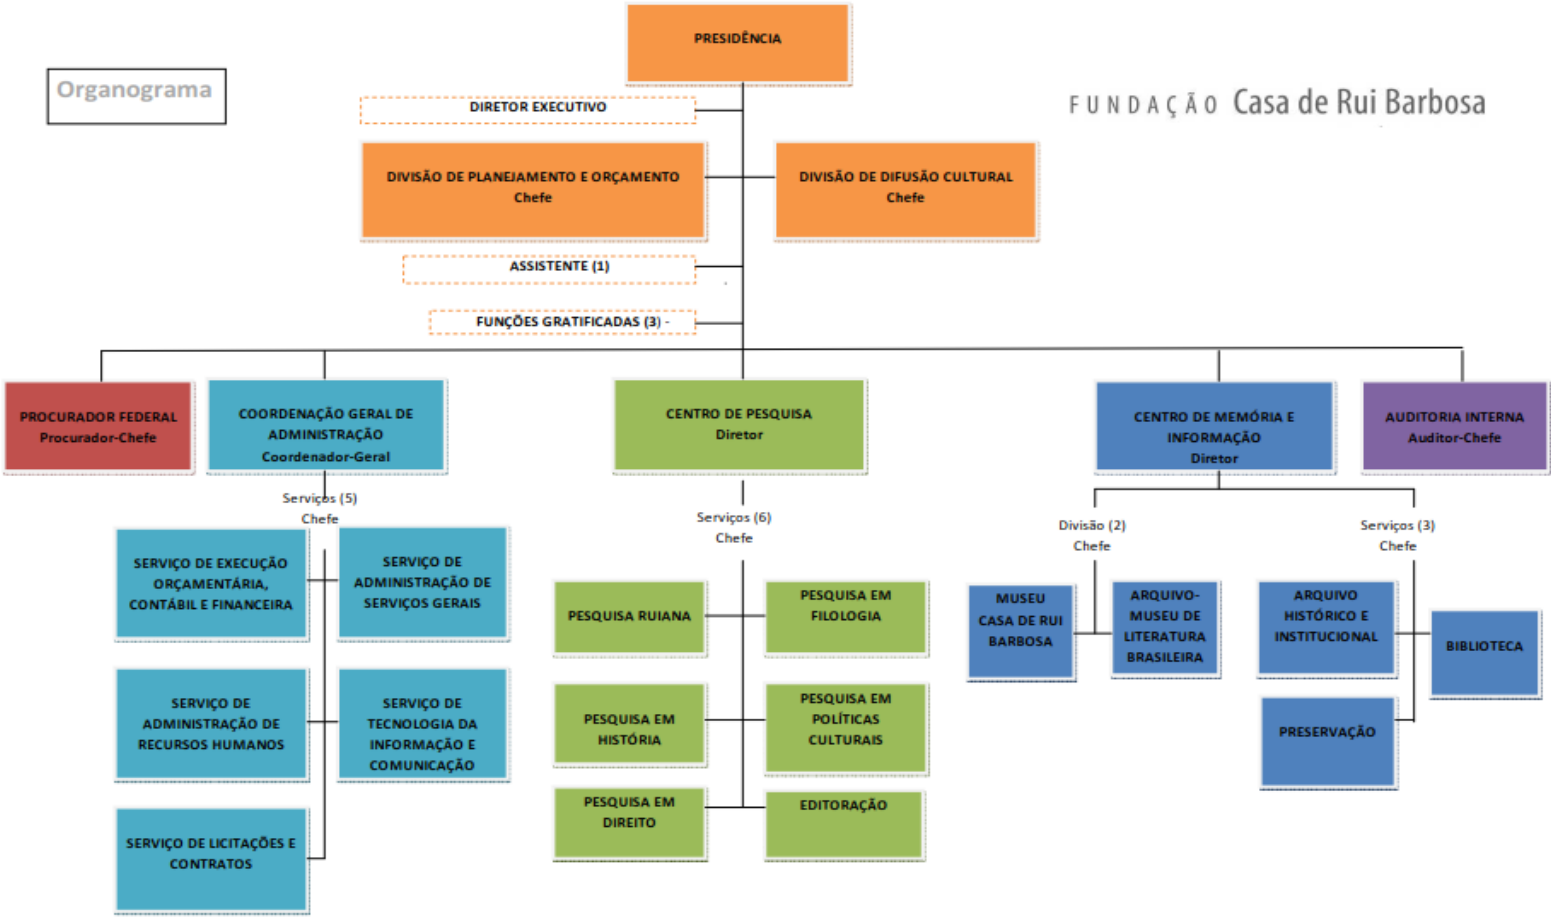 PRESIDÊNCIA
Organograma
FUNDAÇÃO Casa de Rui Barbosa
DIRETOR EXECUTIVO
DIVISÃO DE PLANEJAMENTO E ORÇAMENTO
Chefe
DIVISÃO DE DIFUSÃO CULTURAL
Chefe
ASSISTENTE (1)
FUNÇÕES GRATIFICADAS (3) -
PROCURADOR FEDERAL
Procurador-Chefe
COORDENAÇÃO GERAL DE
ADMINISTRAÇÃO
Coordenador-Geral
CENTRO DE PESQUISA
Diretor
CENTRO DE MEMÓRIA E
INFORMAÇÃO
Diretor
AUDITORIA INTERNA
Auditor-Chefe
Serviços (5)
Chefe
SERVIÇO DE EXECUÇÃO
ORÇAMENTÁRIA,
CONTÁBIL E FINANCEIRA
SERVIÇO DE
ADMINISTRAÇÃO DE
SERVIÇOS GERAIS
SERVIÇO DE
ADMINISTRAÇÃO DE
RECURSOS HUMANOS
SERVIÇO DE
TECNOLOGIA DA
INFORMAÇÃO E
COMUNICAÇÃO
SERVIÇO DE LICITAÇÕES E
CONTRATOS
Serviços (6)
Chefe
PESQUISA RUIANA
PESQUISA EM
FILOLOGIA
PESQUISA EM
HISTÓRIA
PESQUISA EM
POLÍTICAS
CULTURAIS
PESQUISA EM
DIREITO
EDITORAÇÃO
Divisão (2)
Chefe
MUSEU
CASA DE RUI
BARBOSA
ARQUIVO-
MUSEU DE
LITERATURA
BRASILEIRA
Serviços (3)
Chefe
ARQUIVO
HISTÓRICO E
INSTITUCIONAL
BIBLIOTECA
PRESERVAÇÃO